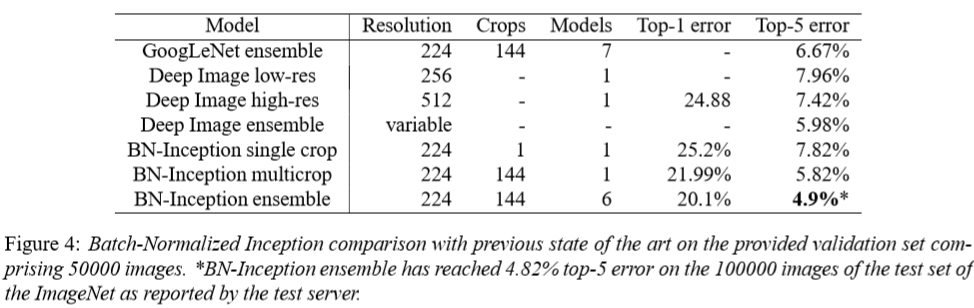 Model Resolution Crops Models Top-1 error Top-5 error
GoogLeNet ensemble 224 144 7 - 6.67%
Deep Image low-res 256 - 1 - 7.96%
Deep Image high-res 512 - 1 24.88 7.42%
Deep Image ensemble variable - - - 5.98%
BN-Inception single crop 224 1 1 25.2% 7.82%
BN-Inception multicrop 224 144 1 21.99% 5.82%
BN-Inception ensemble 224 144 6 20.1% 4.9%*
Figure 4: Batch-Normalized Inception comparison with previous state of the art on the provided validation set com-
prising 50000 images. *BN-Inception ensemble has reached 4.82% top-5 error on the 100000 images of the test set of
the ImageNet as reported by the test server.